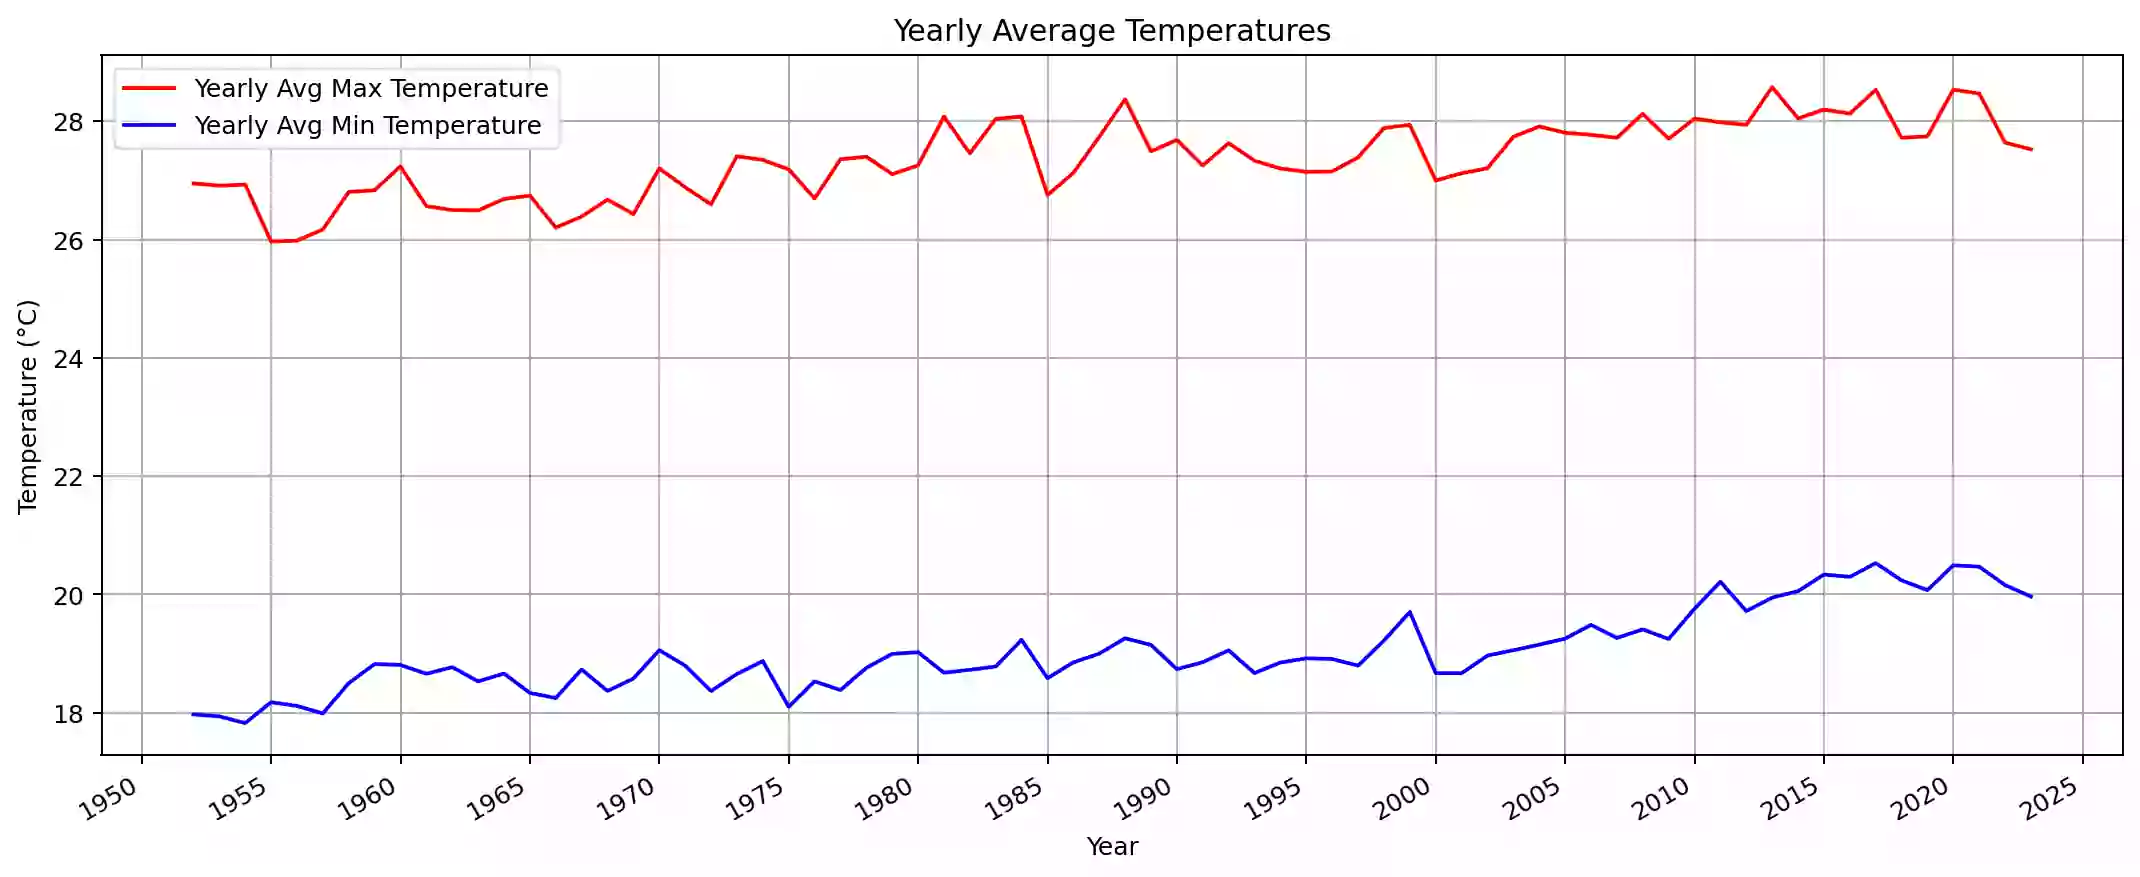 Yearly Average Temperatures
Yearly Avg Max Temperature
Yearly Avg Min Temperature
28
26
24
22
20
18
Temperature (°C)
1950 1955 1960 1965 1970 1975 1980 1985 1990 1995 2000 2005 2010 2015 2020 2025
Year